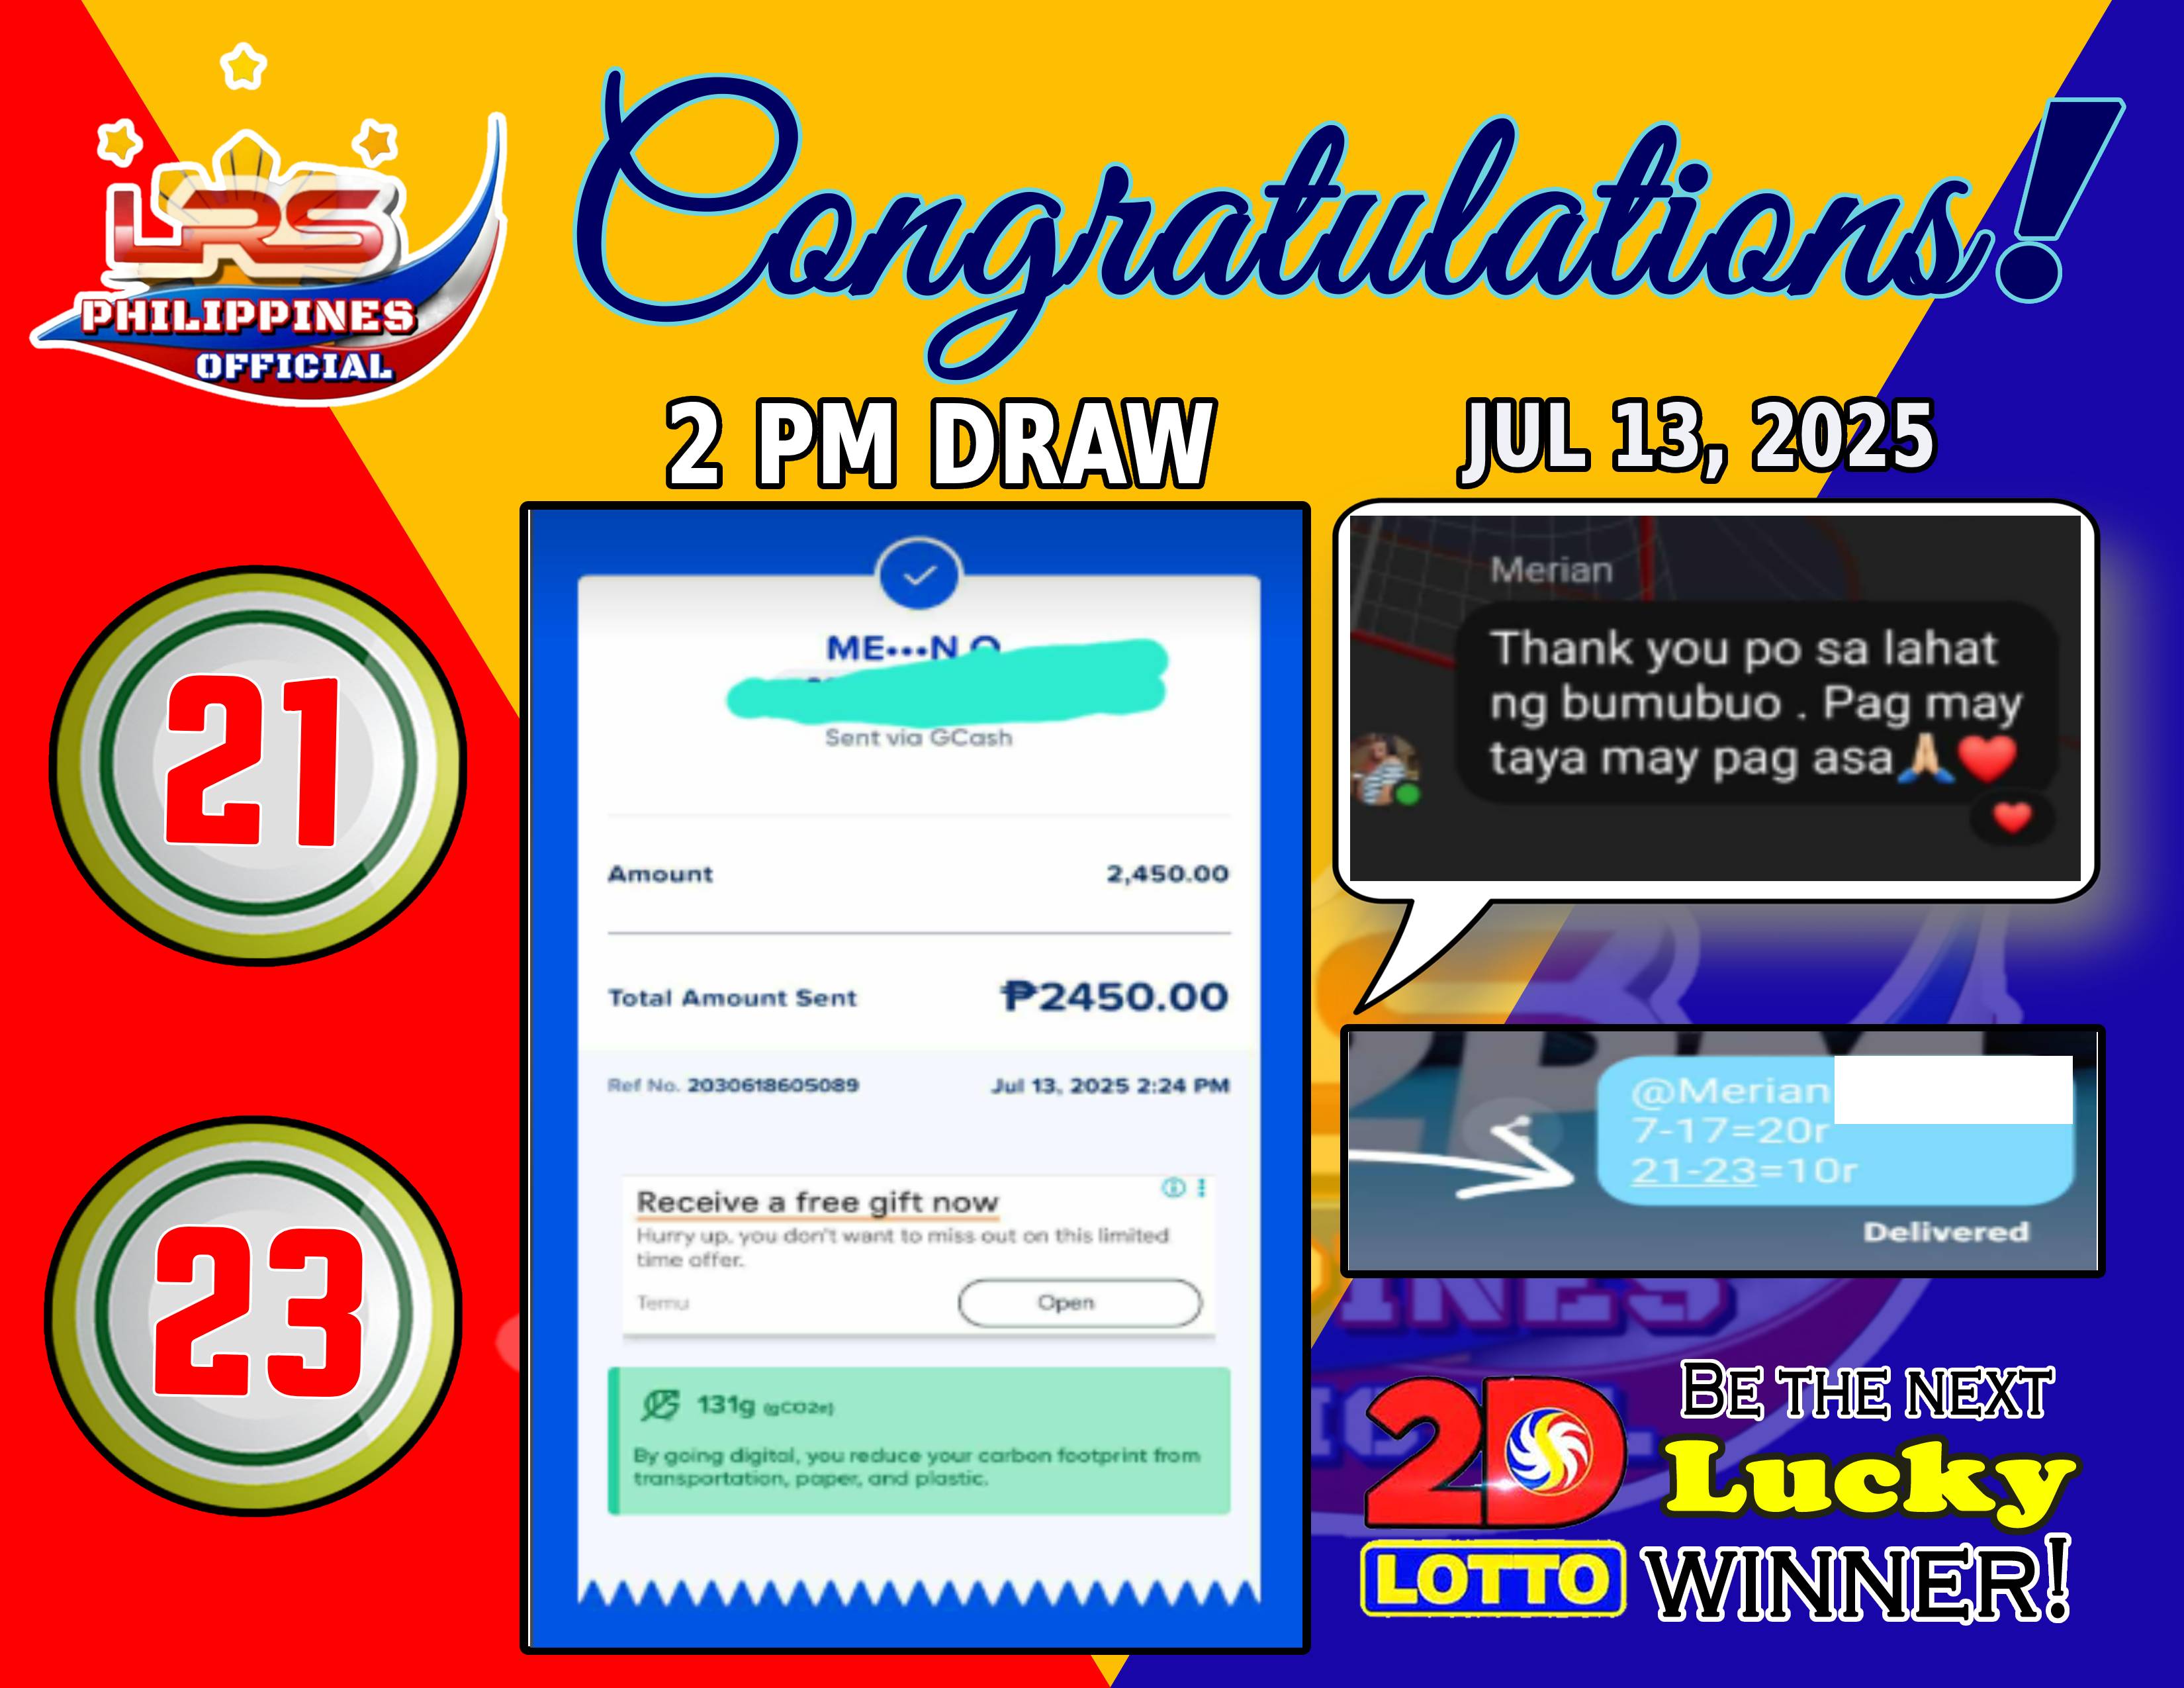 LRS
PHILIPPINES
OFFICIAL
Congratulations!
2 PM DRAW
JUL 13, 2025
21
23
ME•••N
Sent via GCash
Amount 2,450.00
Total Amount Sent ₱2450.00
Ref No. 2030618605089 Jul 13, 2025 2:24 PM
Receive a free gift now
Hurry up, you don't want to miss out on this limited
time offer.
Temu Open
131g (gCO2e)
By going digital, you reduce your carbon footprint from
transportation, paper, and plastic.
Merian
Thank you po sa lahat
ng bumubuo . Pag may
taya may pag asa🙏❤️
❤️
@Merian
7-17=20r
21-23=10r
Delivered
2D
LOTTO
BE THE NEXT
Lucky
WINNER!